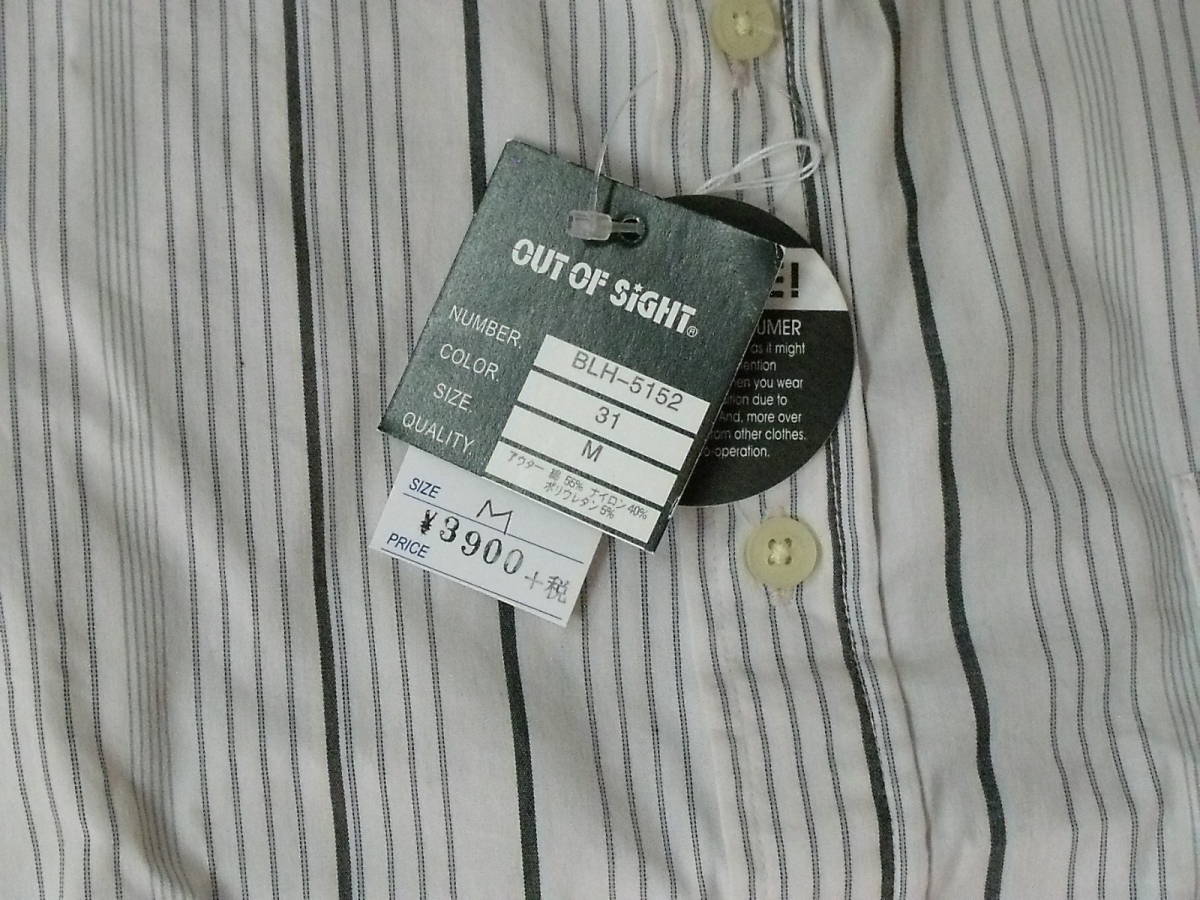 OUT OF SiGHT®
NUMBER. BLH-5152
COLOR. 31
SIZE. M
QUALITY. アウター 綿 55% ナイロン 40%
ポリウレタン 5%
SIZE M
¥3900+税
PRICE
E!
UMER
as it might
ention
en you wear
tion due to
And, more over
om other clothes.
o-operation.